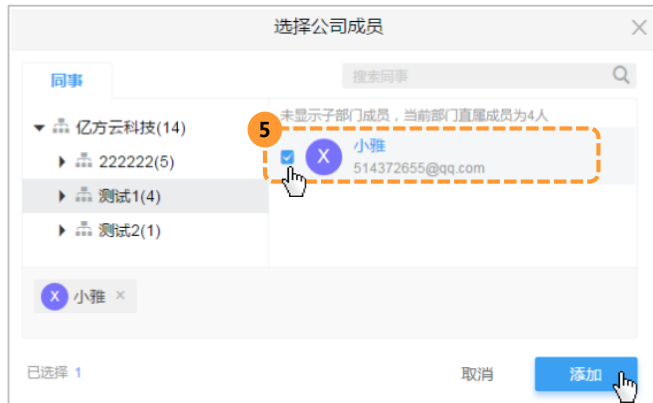 选择公司成员
同事
搜索同事
未显示子部门成员，当前部门直属成员为4人
亿方云科技(14)
5
小雅
X
514372655@qq.com
222222(5)
测试1(4)
测试2(1)
X 小雅 ×
已选择 1
取消
添加